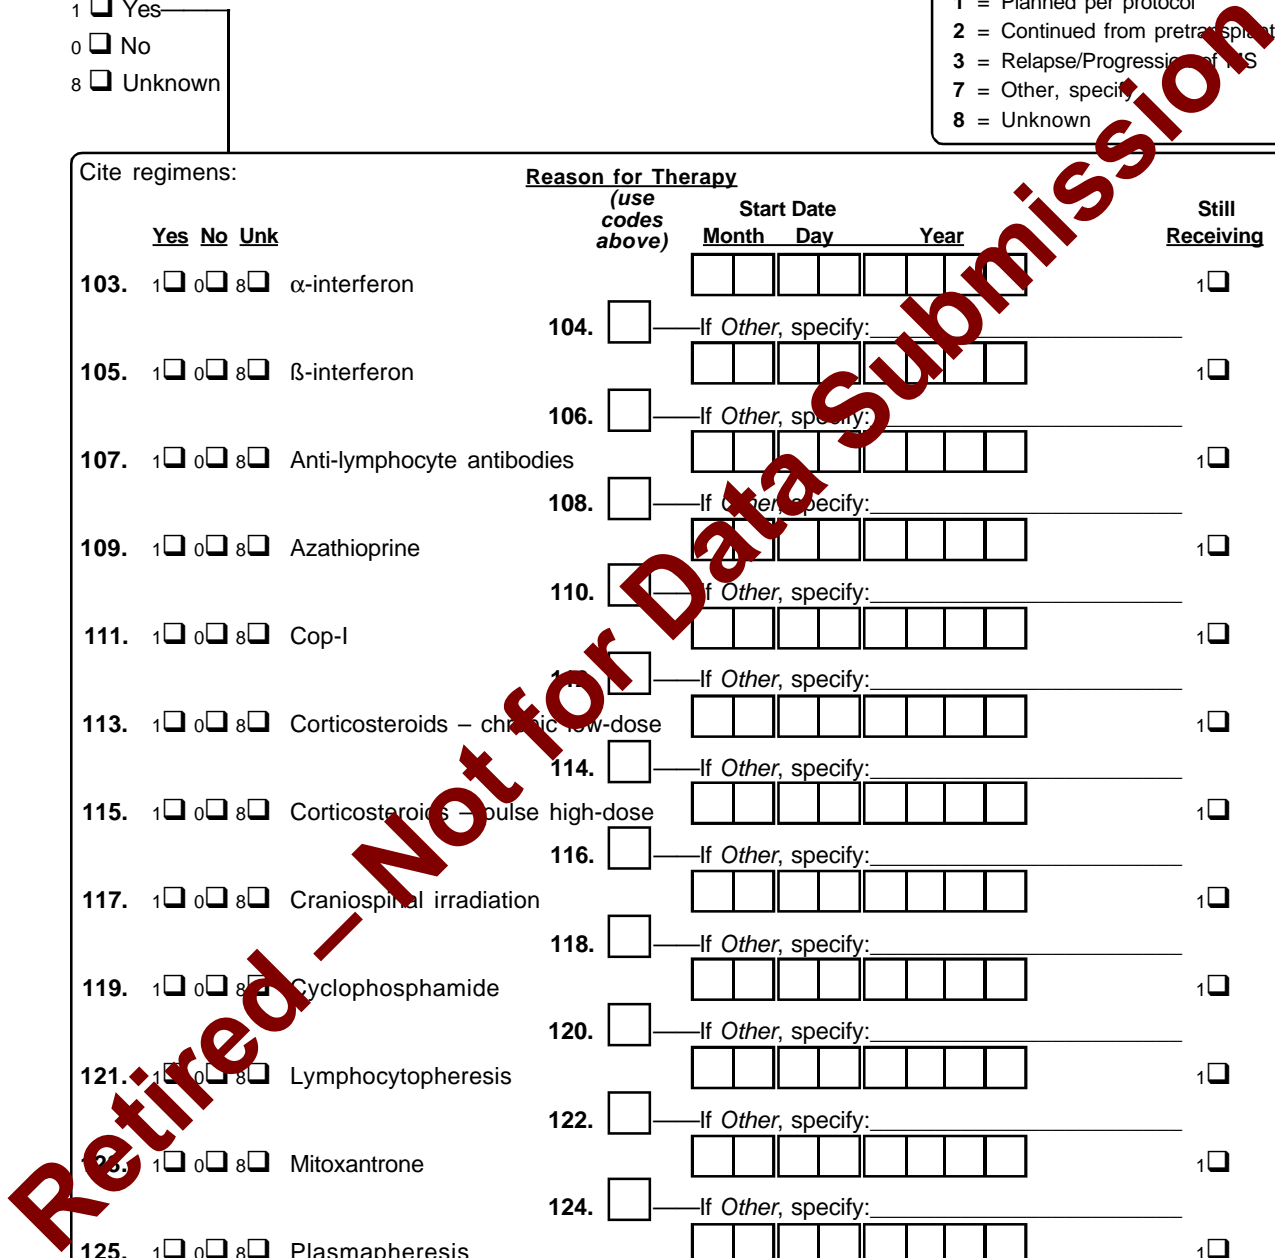 1 ❑ Yes
0 ❑ No
8 ❑ Unknown
1 = Planned per protocol
2 = Continued from pretransplant
3 = Relapse/Progression of MS
7 = Other, specify
8 = Unknown
Cite regimens:
Reason for Therapy
(use codes above)
Start Date
Still
Yes No Unk Month Day Year Receiving
103. 1❑ 0❑ 8❑ α-interferon 1❑
104. If Other, specify:
105. 1❑ 0❑ 8❑ ß-interferon 1❑
106. If Other, specify:
107. 1❑ 0❑ 8❑ Anti-lymphocyte antibodies 1❑
108. If Other, specify:
109. 1❑ 0❑ 8❑ Azathioprine 1❑
110. If Other, specify:
111. 1❑ 0❑ 8❑ Cop-I 1❑
112. If Other, specify:
113. 1❑ 0❑ 8❑ Corticosteroids – chronic low-dose 1❑
114. If Other, specify:
115. 1❑ 0❑ 8❑ Corticosteroids – pulse high-dose 1❑
116. If Other, specify:
117. 1❑ 0❑ 8❑ Craniospinal irradiation 1❑
118. If Other, specify:
119. 1❑ 0❑ 8❑ Cyclophosphamide 1❑
120. If Other, specify:
121. 1❑ 0❑ 8❑ Lymphocytopheresis 1❑
122. If Other, specify:
123. 1❑ 0❑ 8❑ Mitoxantrone 1❑
124. If Other, specify:
125. 1❑ 0❑ 8❑ Plasmapheresis 1❑
Retired – Not for Data Submission